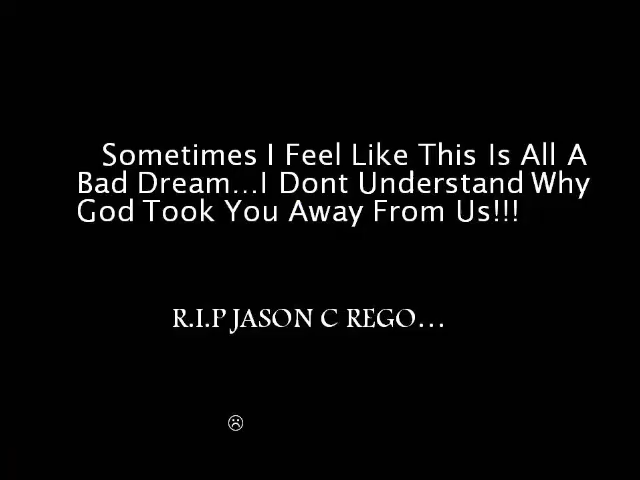 Sometimes I Feel Like This Is All A
Bad Dream...I Dont Understand Why
God Took You Away From Us!!!
R.I.P JASON C REGO...
☹